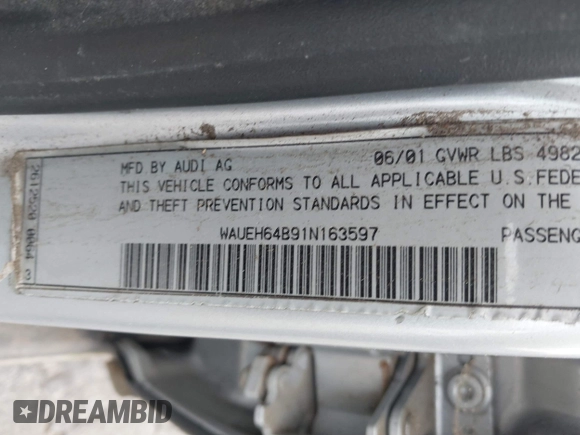 MFD BY AUDI AG 06/01 GVWR LBS 4982
THIS VEHICLE CONFORMS TO ALL APPLICABLE U.S. FEDE
AND THEFT PREVENTION STANDARDS IN EFFECT ON THE
WAUEH64B91N163597 PASSENG
DREAMBID